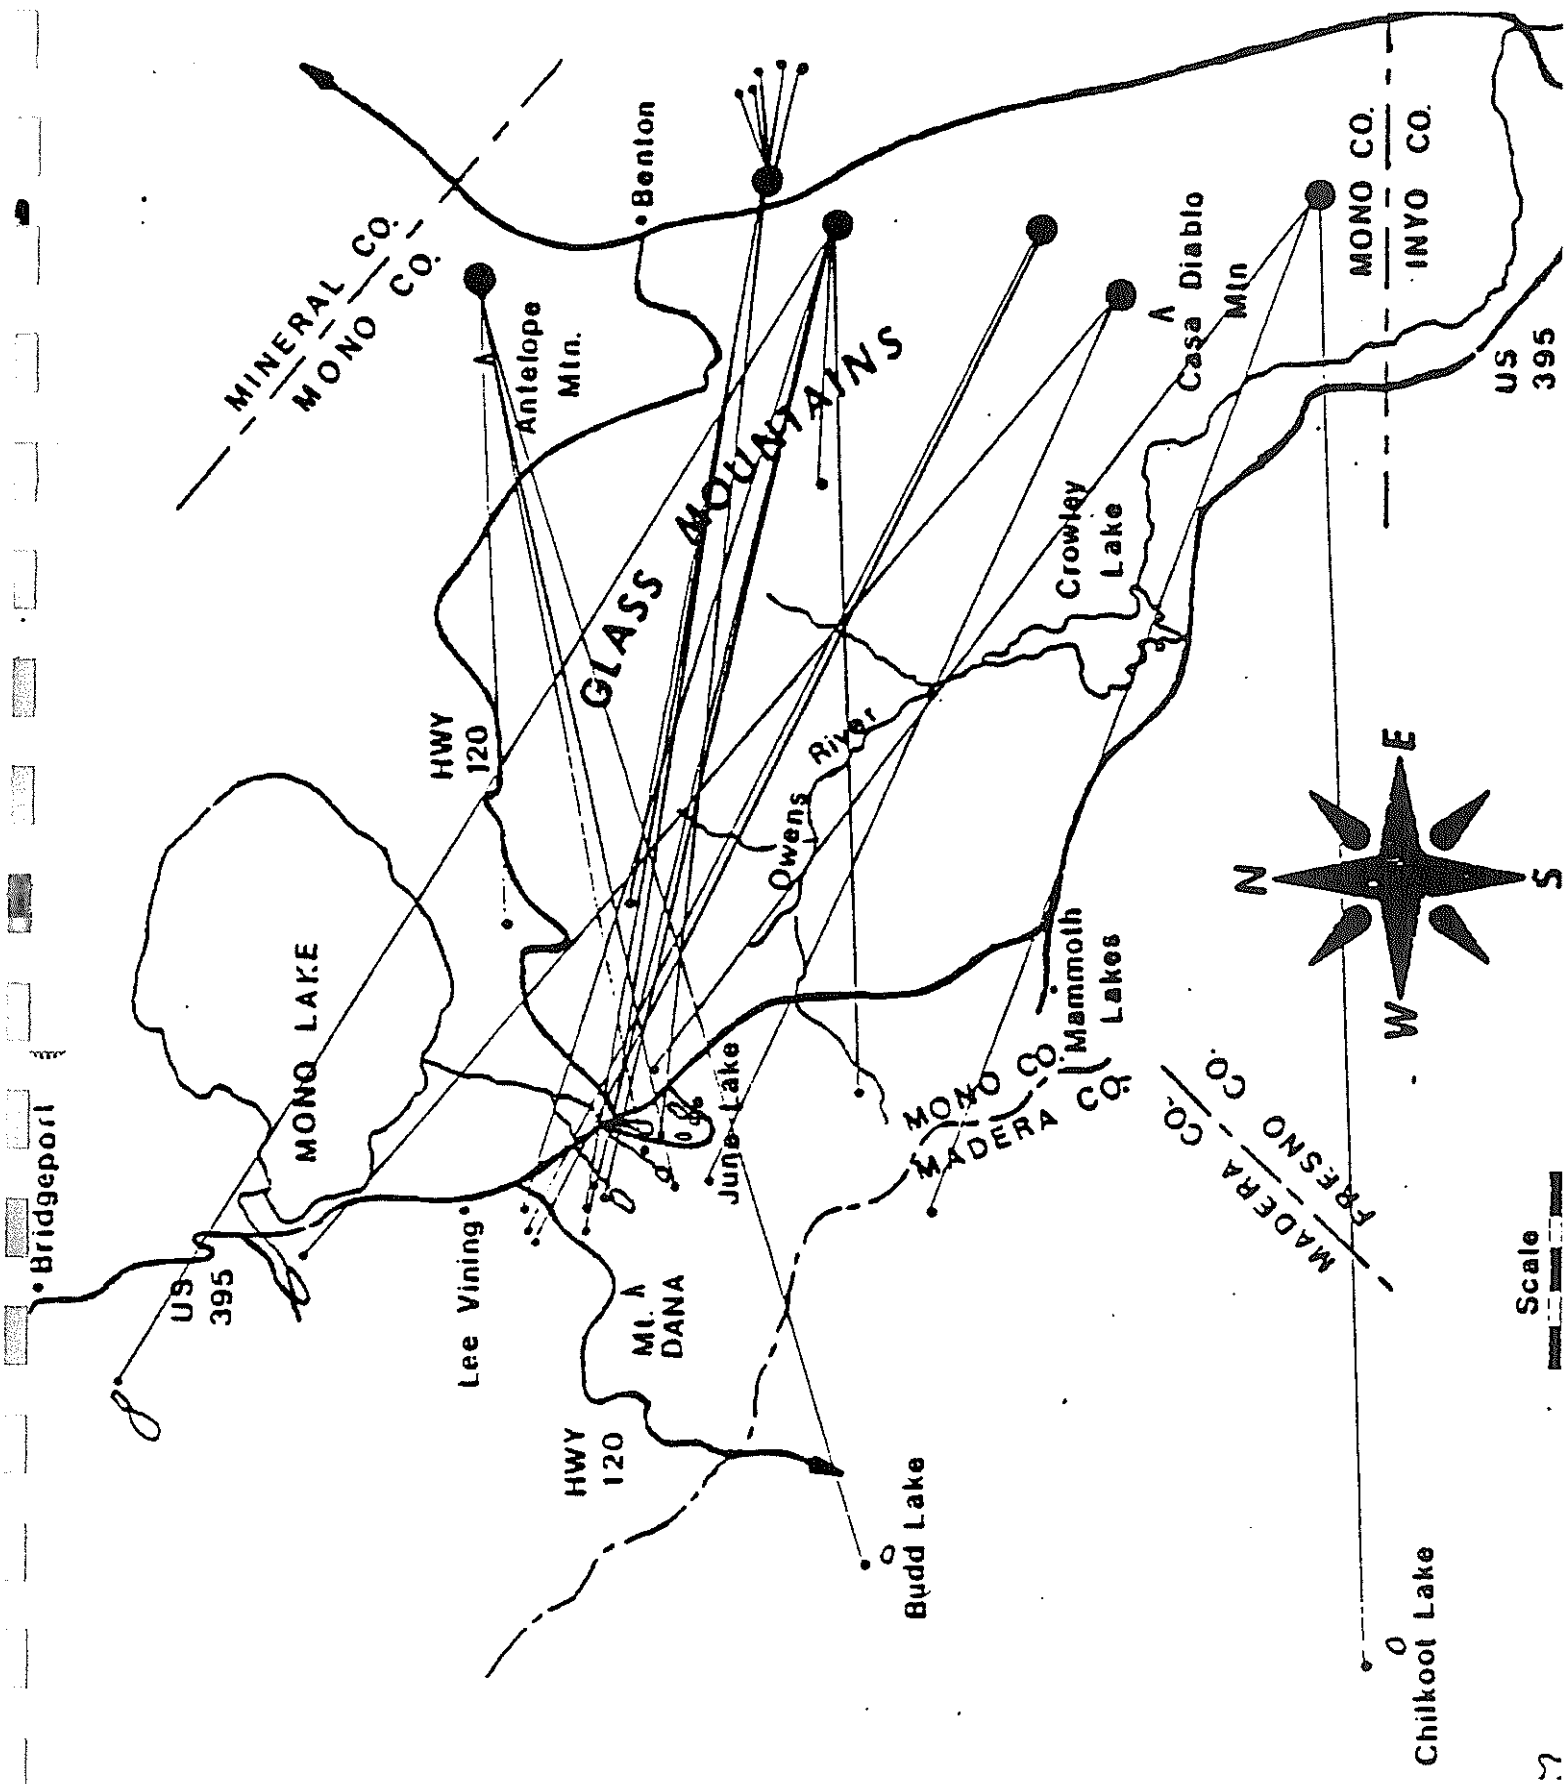 Bridgeport
US
395
MONO LAKE
MINERAL CO.
MONO CO.
Lee Vining
HWY
120
Antelope
Mtn.
Benton
HWY
120
Mt.
DANA
GLASS MOUNTAINS
June Lake
Owens River
Budd Lake
MONO CO.
MADERA CO.
Mammoth
Lakes
Crowley
Lake
Casa Diablo
Mtn
MADERA CO.
FRESNO CO.
MONO CO.
INYO CO.
N
W
E
S
US
395
Chilkoot Lake
Scale